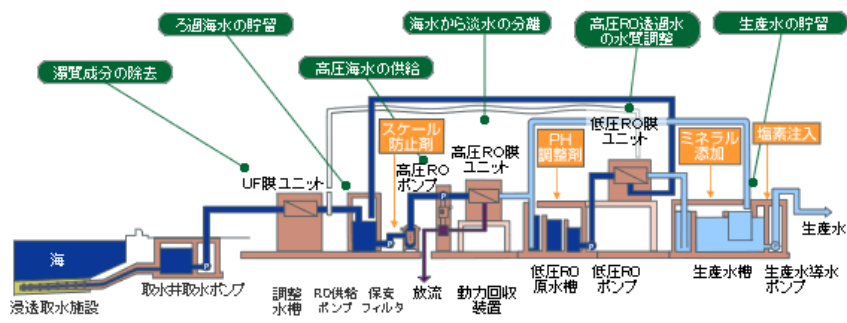 ろ過海水の貯留
海水から淡水の分離
高圧RO透過水
の水質調整
生産水の貯留
濁質成分の除去
高圧海水の供給
スケール
防止剤
低圧RO膜
ユニット
PH
調整剤
ミネラル
添加
塩素注入
UF膜ユニット
高圧RO
ポンプ
高圧RO膜
ユニット
生産水
海
P
P
P
P
P
浸透取水施設
取水井取水ポンプ
調整
水槽
RO供給
ポンプ
保安
フィルタ
放流
動力回収
装置
低圧RO
原水槽
低圧RO
ポンプ
生産水槽
生産水導水
ポンプ